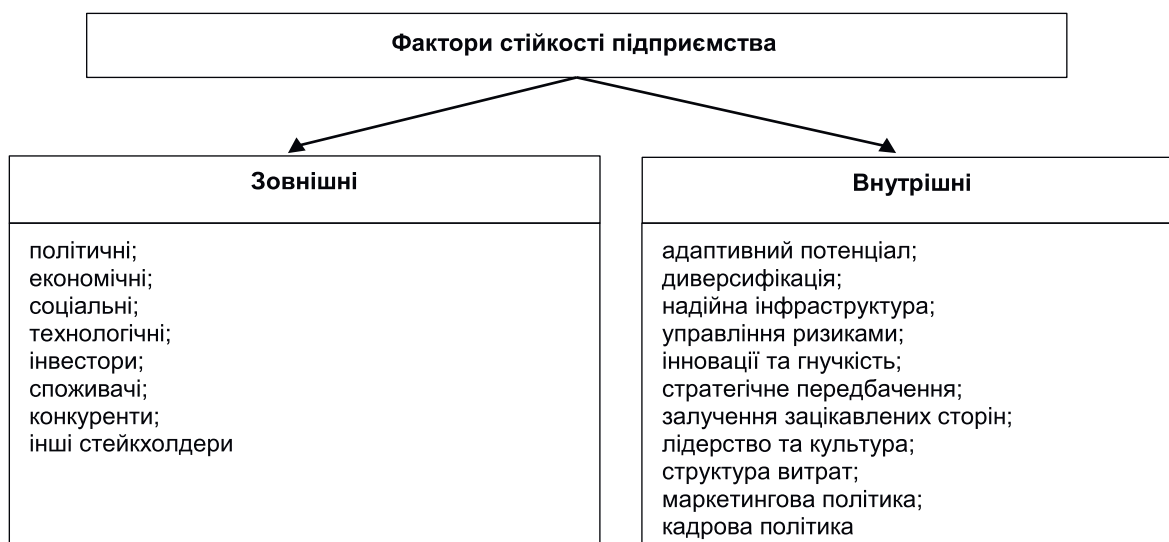 Фактори стійкості підприємства
Зовнішні
політичні;
економічні;
соціальні;
технологічні;
інвестори;
споживачі;
конкуренти;
інші стейкхолдери
Внутрішні
адаптивний потенціал;
диверсифікація;
надійна інфраструктура;
управління ризиками;
інновації та гнучкість;
стратегічне передбачення;
залучення зацікавлених сторін;
лідерство та культура;
структура витрат;
маркетингова політика;
кадрова політика